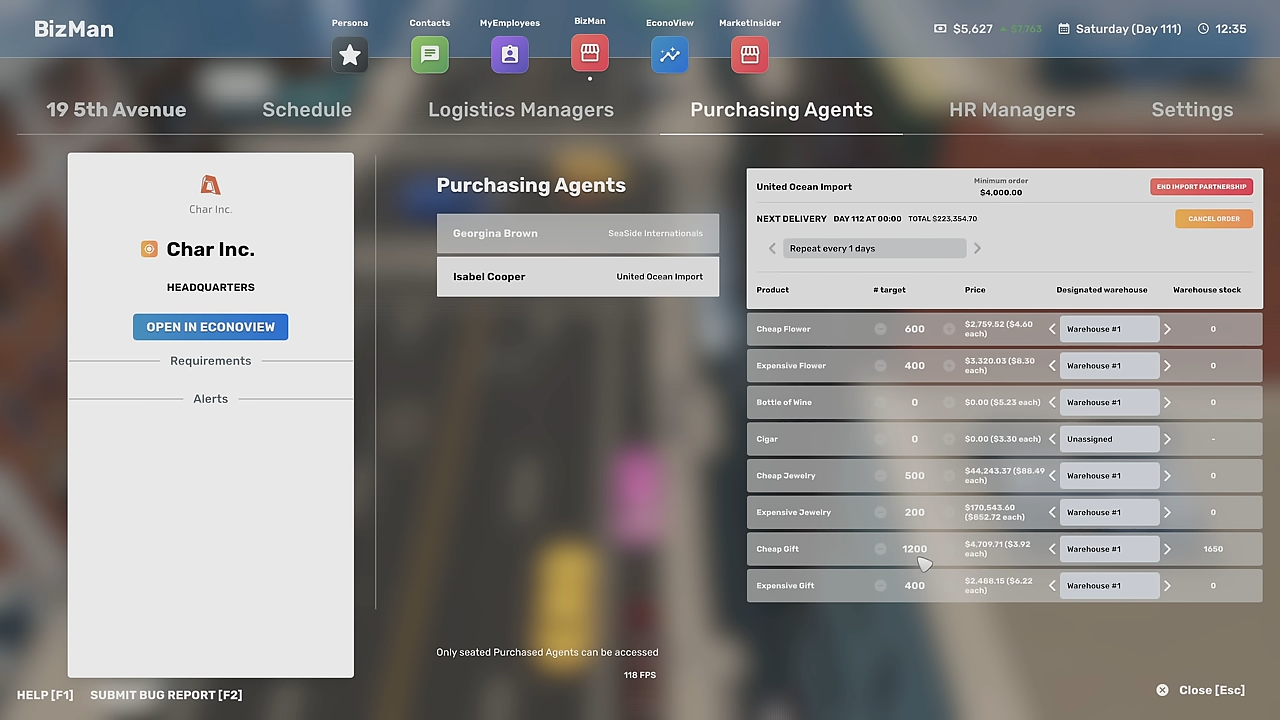 BizMan
Persona
Contacts
MyEmployees
BizMan
EconoView
MarketInsider
$5,627
$7,763
Saturday (Day 111)
12:35
19 5th Avenue
Schedule
Logistics Managers
Purchasing Agents
HR Managers
Settings
Char Inc.
Char Inc.
HEADQUARTERS
OPEN IN ECONOVIEW
Requirements
Alerts
Purchasing Agents
Georgina Brown SeaSide Internationals
Isabel Cooper United Ocean Import
Only seated Purchased Agents can be accessed
118 FPS
United Ocean Import
Minimum order
$4,000.00
END IMPORT PARTNERSHIP
NEXT DELIVERY DAY 112 AT 00:00 TOTAL $223,354.70
CANCEL ORDER
Repeat every 1 days
Product # target Price Designated warehouse Warehouse stock
Cheap Flower 600 $2,759.52 ($4.60 each) Warehouse #1 0
Expensive Flower 400 $3,320.03 ($8.30 each) Warehouse #1 0
Bottle of Wine 0 $0.00 ($5.23 each) Warehouse #1 0
Cigar 0 $0.00 ($3.30 each) Unassigned -
Cheap Jewelry 500 $44,243.37 ($88.49 each) Warehouse #1 0
Expensive Jewelry 200 $170,543.60 ($852.72 each) Warehouse #1 0
Cheap Gift 1200 $4,709.71 ($3.92 each) Warehouse #1 1650
Expensive Gift 400 $2,488.15 ($6.22 each) Warehouse #1 0
HELP [F1] SUBMIT BUG REPORT [F2]
Close [Esc]